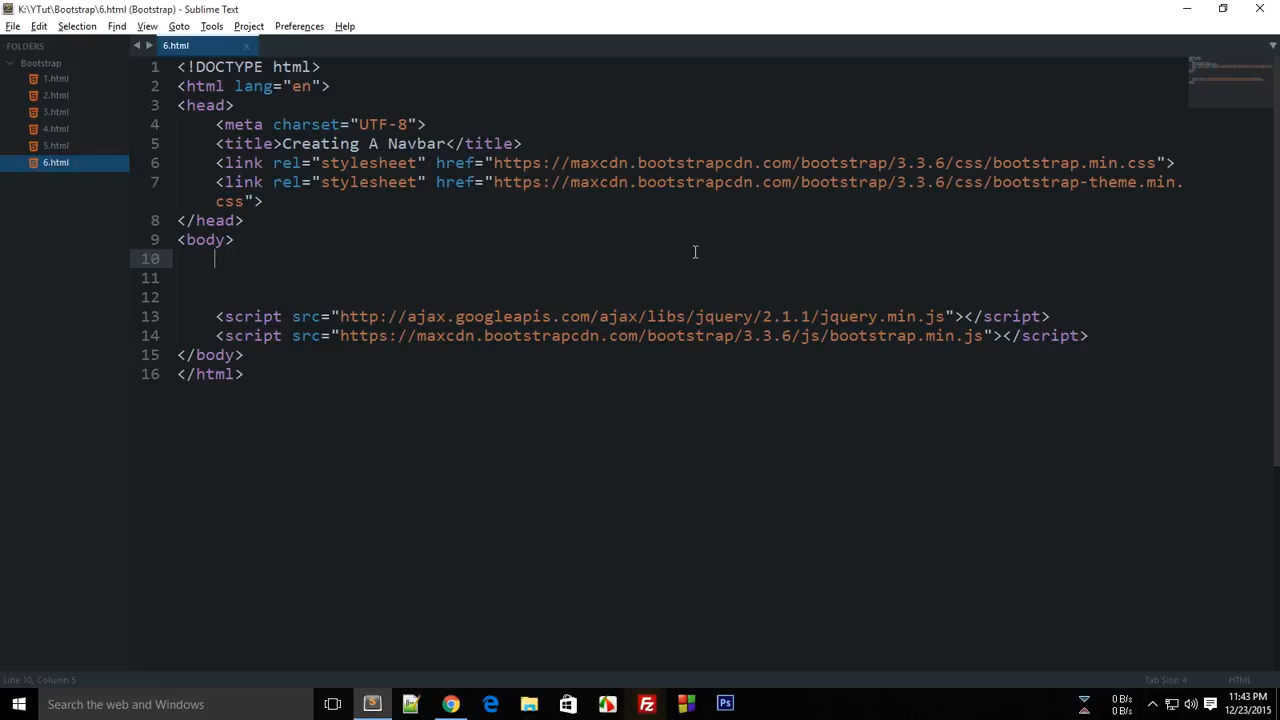 K:\YTut\Bootstrap\6.html (Bootstrap) - Sublime Text
File Edit Selection Find View Goto Tools Project Preferences Help
FOLDERS
Bootstrap
1.html
2.html
3.html
4.html
5.html
6.html
6.html
1 <!DOCTYPE html>
2 <html lang="en">
3 <head>
4 <meta charset="UTF-8">
5 <title>Creating A Navbar</title>
6 <link rel="stylesheet" href="https://maxcdn.bootstrapcdn.com/bootstrap/3.3.6/css/bootstrap.min.css">
7 <link rel="stylesheet" href="https://maxcdn.bootstrapcdn.com/bootstrap/3.3.6/css/bootstrap-theme.min.
css">
8 </head>
9 <body>
10
11
12
13 <script src="http://ajax.googleapis.com/ajax/libs/jquery/2.1.1/jquery.min.js"></script>
14 <script src="https://maxcdn.bootstrapcdn.com/bootstrap/3.3.6/js/bootstrap.min.js"></script>
15 </body>
16 </html>
Line 10, Column 5
Tab Size: 4
HTML
Search the web and Windows
Ps
0 B/s
0 B/s
11:43 PM
12/23/2015